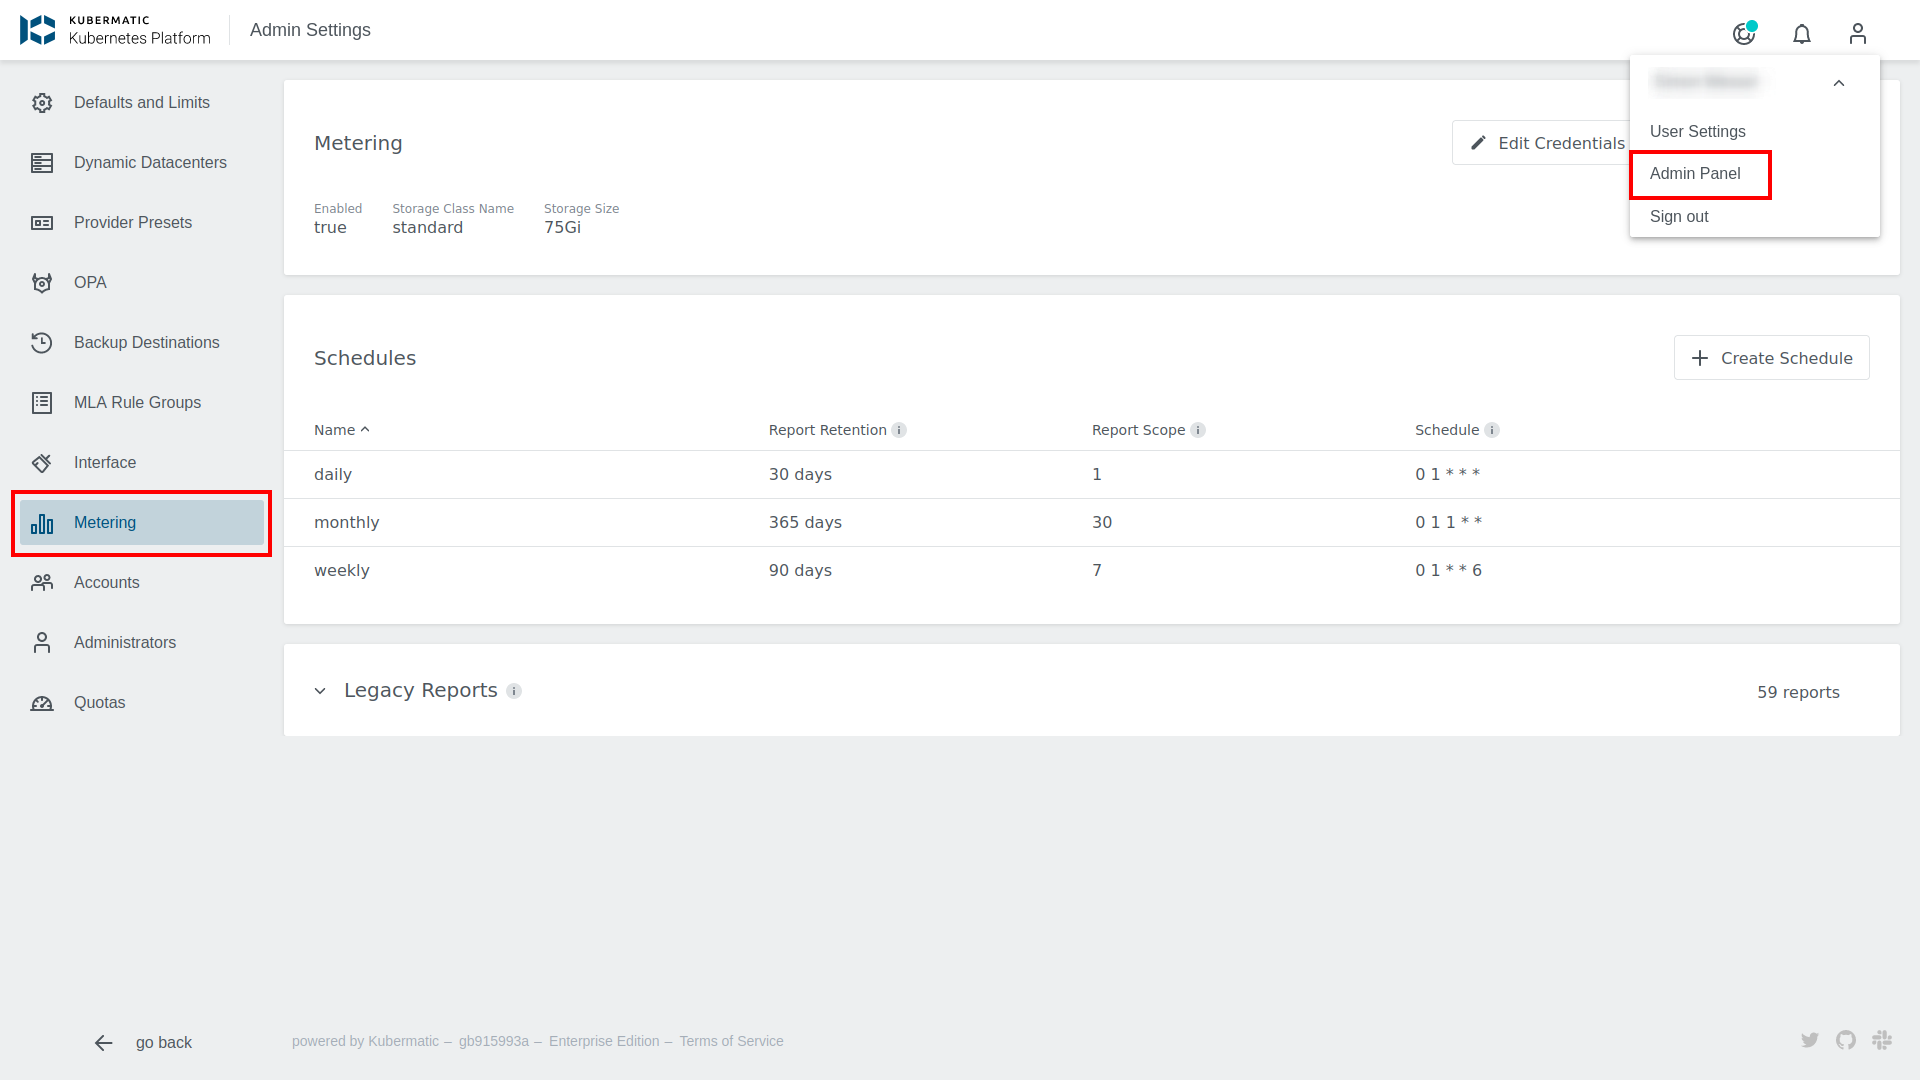 KUBERMATIC
Kubernetes Platform
Admin Settings
User Settings
Admin Panel
Sign out
Defaults and Limits
Dynamic Datacenters
Provider Presets
OPA
Backup Destinations
MLA Rule Groups
Interface
Metering
Accounts
Administrators
Quotas
go back
Metering
Edit Credentials
Enabled Storage Class Name Storage Size
true standard 75Gi
Schedules
Create Schedule
Name Report Retention Report Scope Schedule
daily 30 days 1 0 1 * * *
monthly 365 days 30 0 1 1 * *
weekly 90 days 7 0 1 * * 6
Legacy Reports
59 reports
powered by Kubermatic – gb915993a – Enterprise Edition – Terms of Service